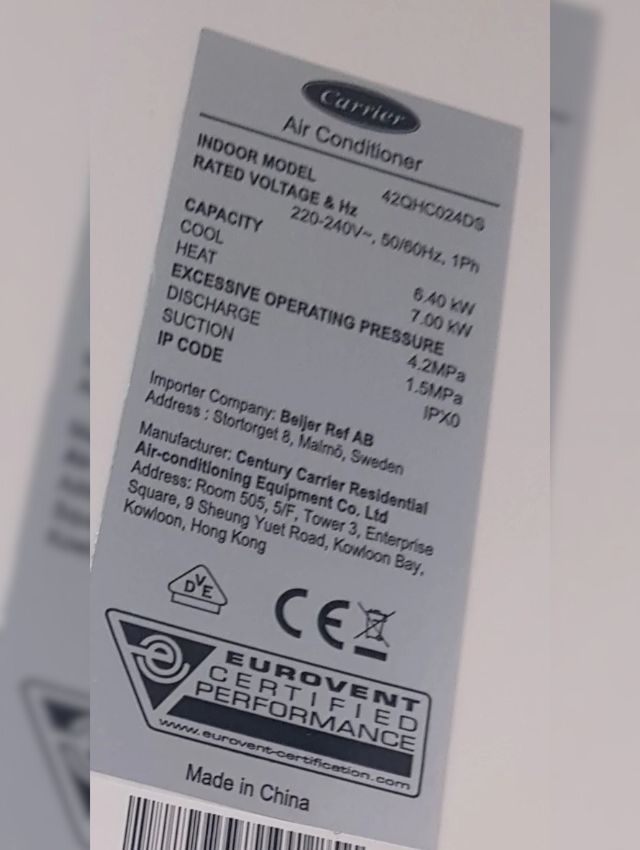 Carrier
Air Conditioner
INDOOR MODEL 42QHC024DS
RATED VOLTAGE & Hz
220-240V~, 50/60Hz, 1Ph
CAPACITY
COOL 6.40 kW
HEAT 7.00 kW
EXCESSIVE OPERATING PRESSURE
DISCHARGE 4.2MPa
SUCTION 1.5MPa
IP CODE IPX0
Importer Company: Beijer Ref AB
Address : Stortorget 8, Malmö, Sweden
Manufacturer: Century Carrier Residential
Air-conditioning Equipment Co. Ltd
Address: Room 505, 5/F, Tower 3, Enterprise
Square, 9 Sheung Yuet Road, Kowloon Bay,
Kowloon, Hong Kong
DVE
CE
EUROVENT
CERTIFIED
PERFORMANCE
www.eurovent-certification.com
Made in China